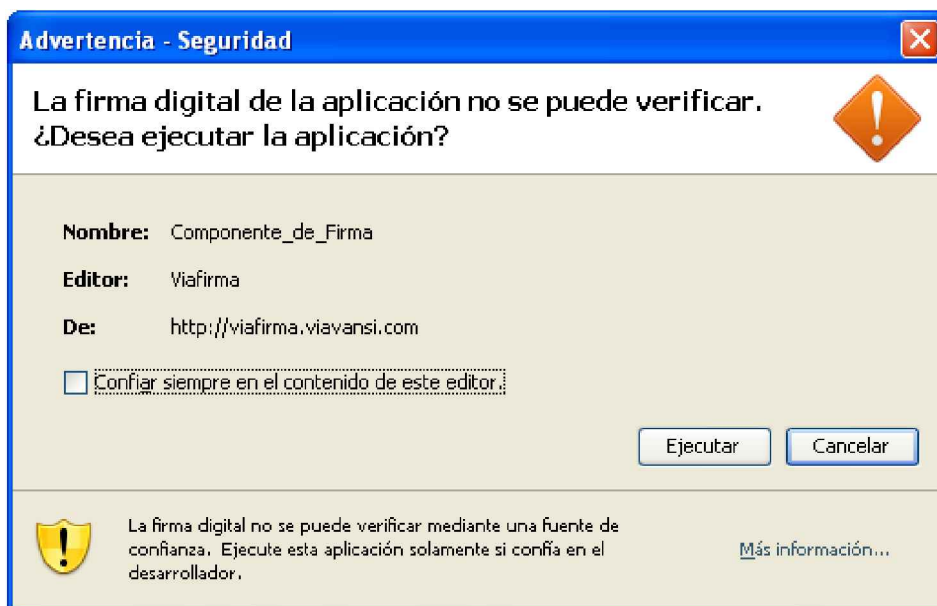 Advertencia - Seguridad
La firma digital de la aplicación no se puede verificar.
¿Desea ejecutar la aplicación?
Nombre: Componente_de_Firma
Editor: Viafirma
De: http://viafirma.viavansi.com
Confiar siempre en el contenido de este editor.
Ejecutar Cancelar
La firma digital no se puede verificar mediante una fuente de
confianza. Ejecute esta aplicación solamente si confía en el
desarrollador.
Más información...